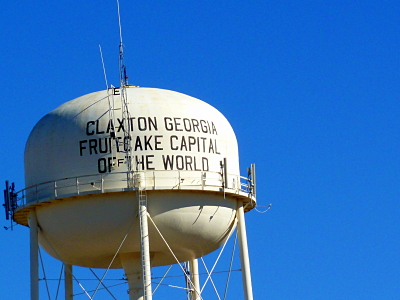 E
CLAXTON GEORGIA
FRUITCAKE CAPITAL
OF THE WORLD